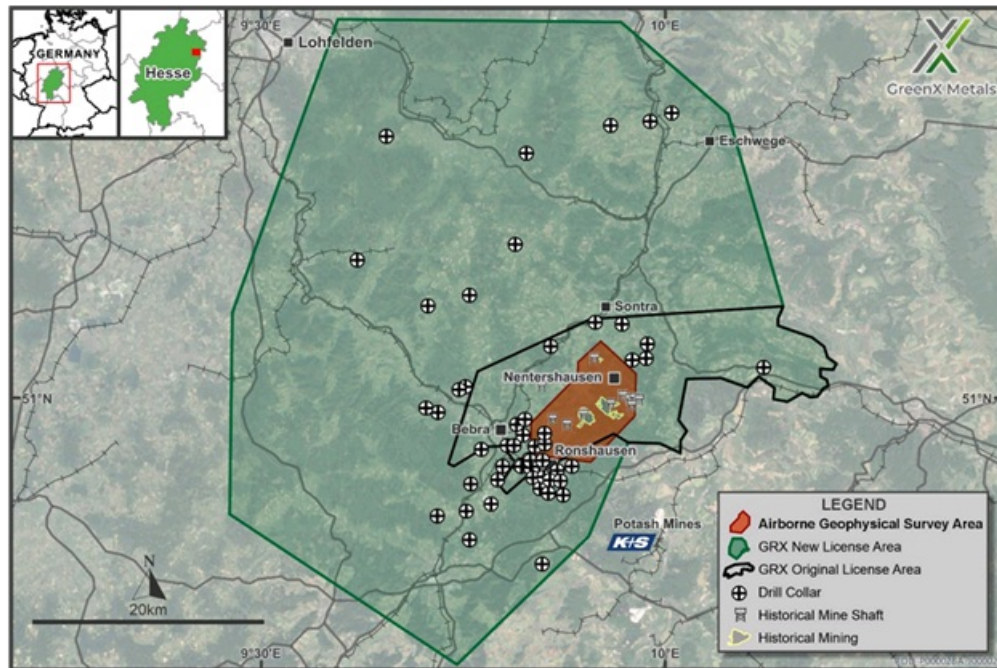 9°30'E
10°E
GERMANY
Hesse
Lohfelden
GreenX Metals
Eschwege
Sontra
Nentershausen
51°N
51°N
Bebra
Ronshausen
Potash Mines
K+S
N
20km
LEGEND
Airborne Geophysical Survey Area
GRX New License Area
GRX Original License Area
Drill Collar
Historical Mine Shaft
Historical Mining
9°30'E
10°E